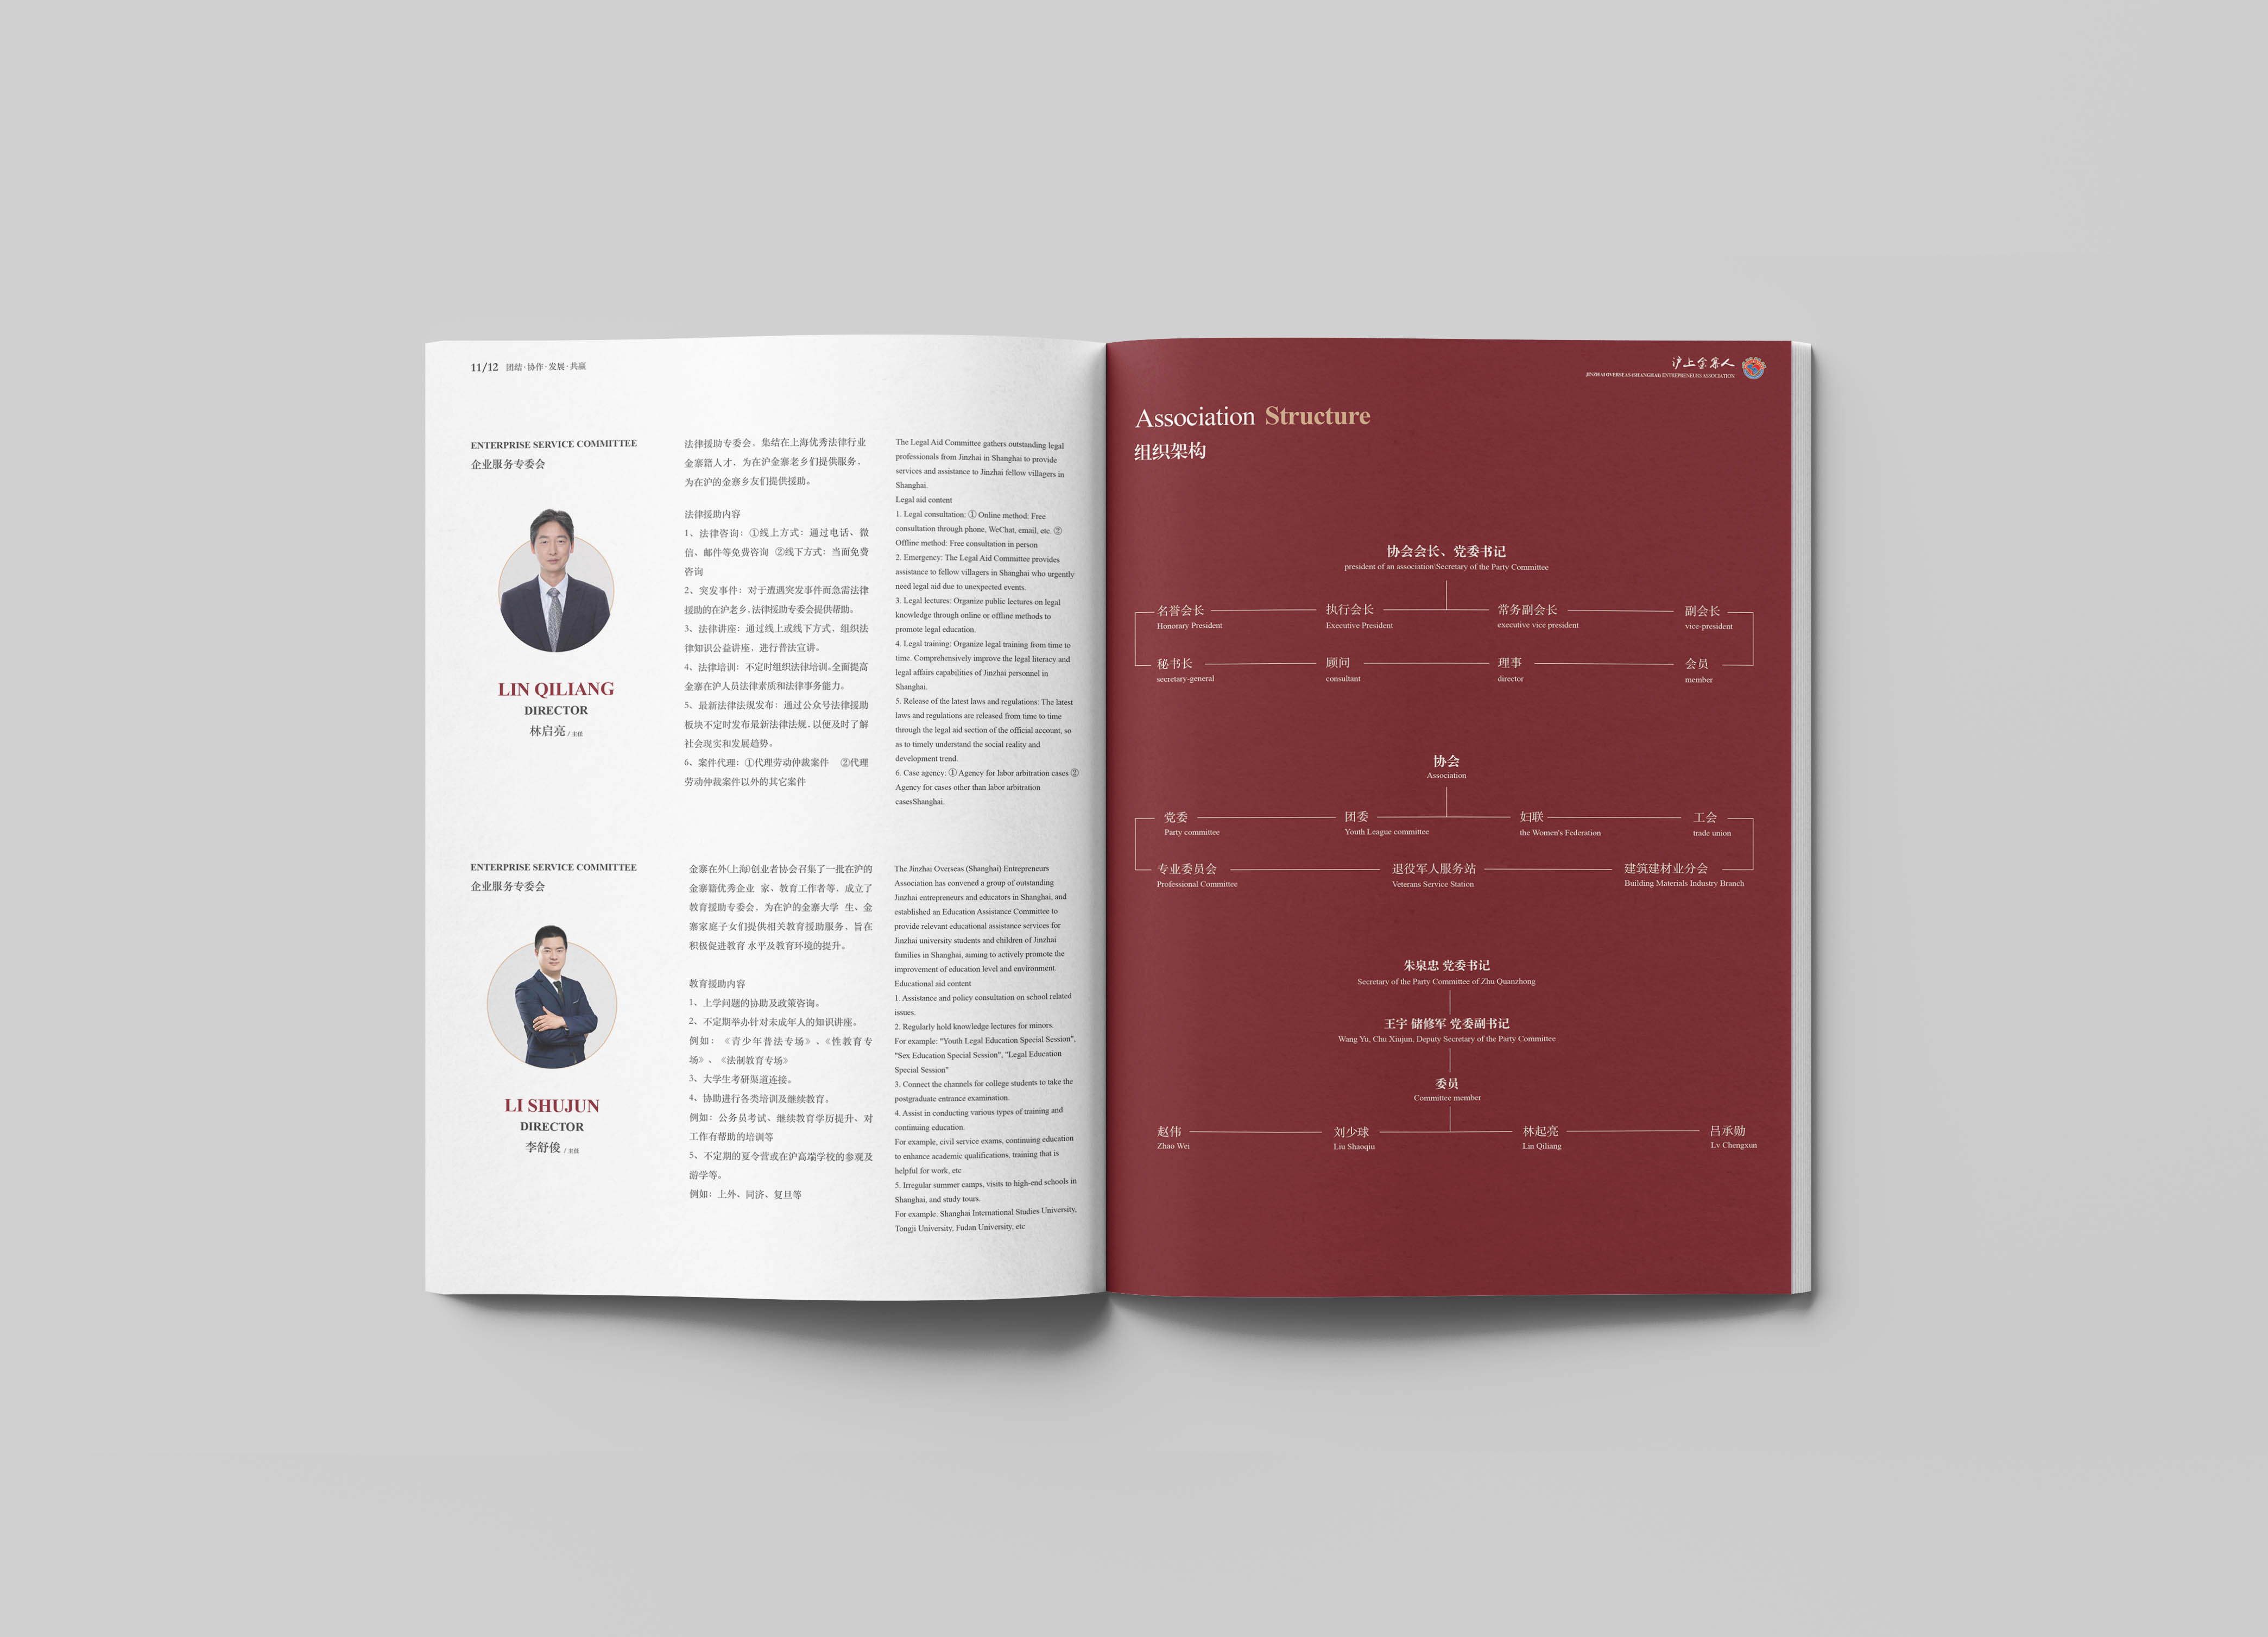 11/12 团结·协作·发展·共赢
ENTERPRISE SERVICE COMMITTEE
企业服务专委会
LIN QILIANG
DIRECTOR
林启亮 / 主任
法律援助专委会，集结在上海优秀法律行业
金寨籍人才，为在沪金寨老乡们提供服务，
为在沪的金寨乡友们提供援助。
法律援助内容
1、法律咨询：①线上方式：通过电话、微
信、邮件等免费咨询 ②线下方式：当面免费
咨询
2、突发事件：对于遭遇突发事件而急需法律
援助的在沪老乡，法律援助专委会提供帮助。
3、法律讲座：通过线上或线下方式，组织法
律知识公益讲座，进行普法宣讲。
4、法律培训：不定时组织法律培训，全面提高
金寨在沪人员法律素质和法律事务能力。
5、最新法律法规发布：通过公众号法律援助
板块不定时发布最新法律法规，以便及时了解
社会现实和发展趋势。
6、案件代理：①代理劳动仲裁案件 ②代理
劳动仲裁案件以外的其它案件
The Legal Aid Committee gathers outstanding legal
professionals from Jinzhai in Shanghai to provide
services and assistance to Jinzhai fellow villagers in
Shanghai.
Legal aid content
1. Legal consultation: ① Online method: Free
consultation through phone, WeChat, email, etc. ②
Offline method: Free consultation in person
2. Emergency: The Legal Aid Committee provides
assistance to fellow villagers in Shanghai who urgently
need legal aid due to unexpected events.
3. Legal lectures: Organize public lectures on legal
knowledge through online or offline methods to
promote legal education.
4. Legal training: Organize legal training from time to
time. Comprehensively improve the legal literacy and
legal affairs capabilities of Jinzhai personnel in
Shanghai.
5. Release of the latest laws and regulations: The latest
laws and regulations are released from time to time
through the legal aid section of the official account, so
as to timely understand the social reality and
development trend.
6. Case agency: ① Agency for labor arbitration cases ②
Agency for cases other than labor arbitration
casesShanghai.
ENTERPRISE SERVICE COMMITTEE
企业服务专委会
LI SHUJUN
DIRECTOR
李舒俊 / 主任
金寨在外(上海)创业者协会召集了一批在沪的
金寨籍优秀企业 家、教育工作者等，成立了
教育援助专委会，为在沪的金寨大学 生、金
寨家庭子女们提供相关教育援助服务，旨在
积极促进教育 水平及教育环境的提升。
教育援助内容
1、上学问题的协助及政策咨询。
2、不定期举办针对未成年人的知识讲座。
例如：《青少年普法专场》、《性教育专
场》、《法制教育专场》
3、大学生考研渠道连接。
4、协助进行各类培训及继续教育。
例如：公务员考试、继续教育学历提升、对
工作有帮助的培训等
5、不定期的夏令营或在沪高端学校的参观及
游学等。
例如：上外、同济、复旦等
The Jinzhai Overseas (Shanghai) Entrepreneurs
Association has convened a group of outstanding
Jinzhai entrepreneurs and educators in Shanghai, and
established an Education Assistance Committee to
provide relevant educational assistance services for
Jinzhai university students and children of Jinzhai
families in Shanghai, aiming to actively promote the
improvement of education level and environment.
Educational aid content
1. Assistance and policy consultation on school related
issues.
2. Regularly hold knowledge lectures for minors.
For example: "Youth Legal Education Special Session",
"Sex Education Special Session", "Legal Education
Special Session"
3. Connect the channels for college students to take the
postgraduate entrance examination.
4. Assist in conducting various types of training and
continuing education.
For example, civil service exams, continuing education
to enhance academic qualifications, training that is
helpful for work, etc
5. Irregular summer camps, visits to high-end schools in
Shanghai, and study tours.
For example: Shanghai International Studies University,
Tongji University, Fudan University, etc
沪上金寨人
JINZHAI OVERSEAS (SHANGHAI) ENTREPRENEURS ASSOCIATION
Association Structure
组织架构
协会会长、党委书记
president of an association\Secretary of the Party Committee
名誉会长 执行会长 常务副会长 副会长
Honorary President Executive President executive vice president vice-president
秘书长 顾问 理事 会员
secretary-general consultant director member
协会
Association
党委 团委 妇联 工会
Party committee Youth League committee the Women's Federation trade union
专业委员会 退役军人服务站 建筑建材业分会
Professional Committee Veterans Service Station Building Materials Industry Branch
朱泉忠 党委书记
Secretary of the Party Committee of Zhu Quanzhong
王宇 储修军 党委副书记
Wang Yu, Chu Xiujun, Deputy Secretary of the Party Committee
委员
Committee member
赵伟 刘少球 林起亮 吕承勋
Zhao Wei Liu Shaoqiu Lin Qiliang Lv Chengxun